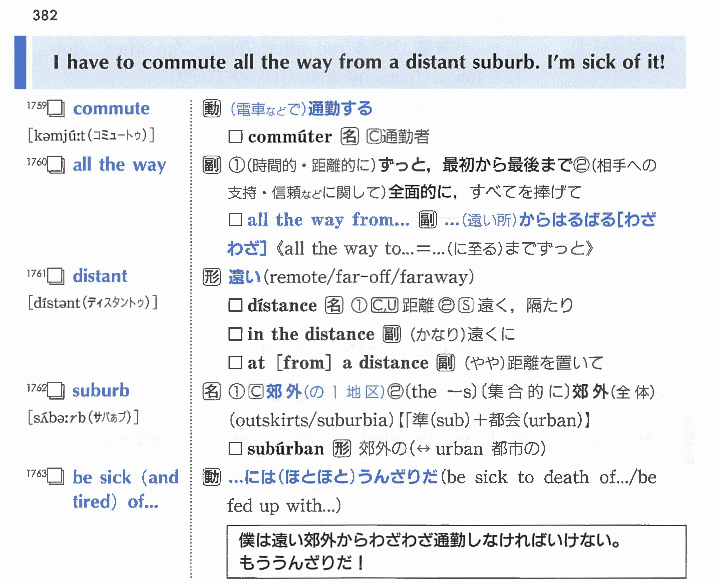 382
I have to commute all the way from a distant suburb. I'm sick of it!
1759 □ commute 動 (電車などで)通勤する
[kəmjúːt(コミュートゥ)] □ commúter 名 Ⓒ通勤者
1760 □ all the way 副 ①(時間的・距離的に)ずっと，最初から最後まで②(相手への
支持・信頼などに関して)全面的に，すべてを捧げて
□ all the way from... 副 …(遠い所)からはるばる[わざ
わざ]《all the way to...＝…(に至る)までずっと》
1761 □ distant 形 遠い(remote/far-off/faraway)
[dístənt(ディスタントゥ)] □ dístance 名 ①C,U距離②Ⓢ遠く，隔たり
□ in the distance 副 (かなり)遠くに
□ at [from] a distance 副 (やや)距離を置いて
1762 □ suburb 名 ①Ⓒ郊外(の1地区)②(the ～s)(集合的に)郊外(全体)
[sʌ́bəːrb(サバぁブ)] (outskirts/suburbia)【「準(sub)＋都会(urban)】
□ subúrban 形 郊外の(↔ urban 都市の)
1763 □ be sick (and 動 …には(ほとほと)うんざりだ(be sick to death of.../be
tired) of... fed up with...)
僕は遠い郊外からわざわざ通勤しなければいけない。
もううんざりだ！